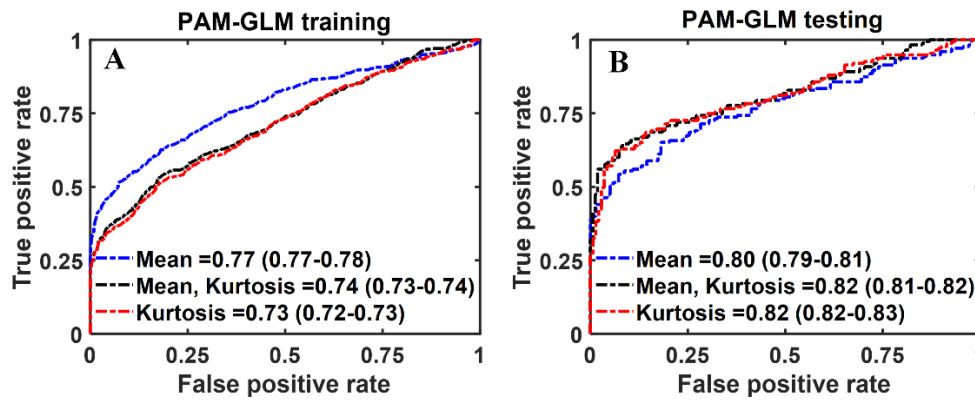 PAM-GLM training
A
True positive rate
1
0.75
0.5
0.25
0
Mean =0.77 (0.77-0.78)
Mean, Kurtosis =0.74 (0.73-0.74)
Kurtosis =0.73 (0.72-0.73)
0 0.25 0.5 0.75 1
False positive rate
PAM-GLM testing
B
True positive rate
1
0.75
0.5
0.25
0
Mean =0.80 (0.79-0.81)
Mean, Kurtosis =0.82 (0.81-0.82)
Kurtosis =0.82 (0.82-0.83)
0 0.25 0.5 0.75 1
False positive rate